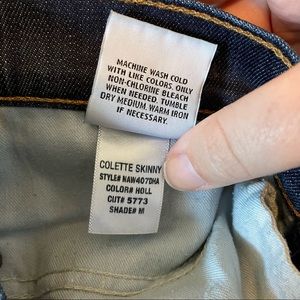 MACHINE WASH COLD
WITH LIKE COLORS. ONLY
NON-CHLORINE BLEACH
WHEN NEEDED. TUMBLE
DRY MEDIUM. WARM IRON
IF NECESSARY.
COLETTE SKINNY
STYLE# NAW407DHA
COLOR# HOLL
CUT# 5773
SHADE# M